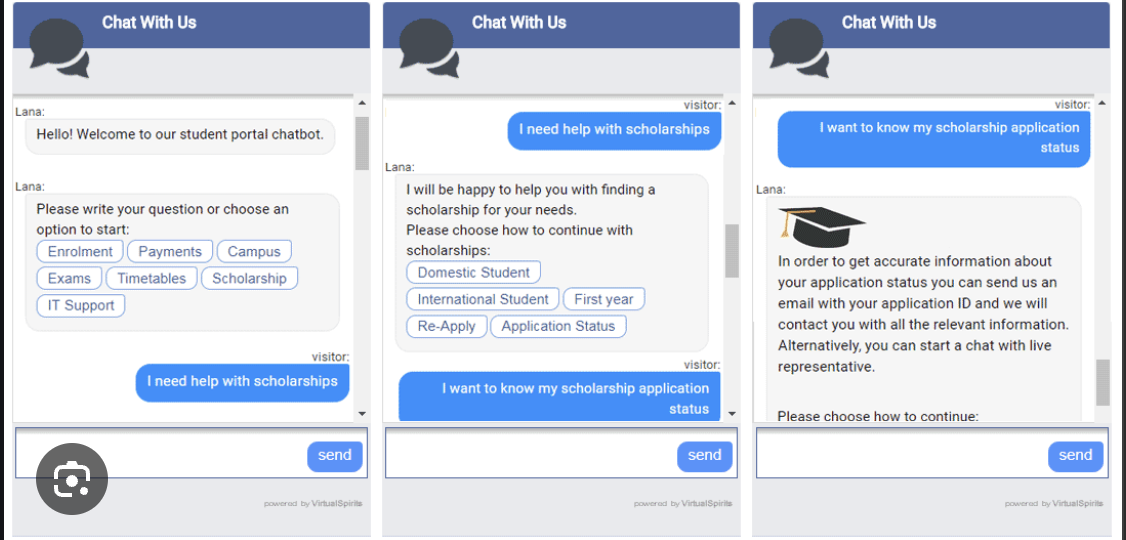 Chat With Us
Lana:
Hello! Welcome to our student portal chatbot.
Lana:
Please write your question or choose an
option to start:
Enrolment Payments Campus
Exams Timetables Scholarship
IT Support
visitor:
I need help with scholarships
send
powered by VirtualSpirits
Chat With Us
visitor:
I need help with scholarships
Lana:
I will be happy to help you with finding a
scholarship for your needs.
Please choose how to continue with
scholarships:
Domestic Student
International Student First year
Re-Apply Application Status
visitor:
I want to know my scholarship application
status
send
powered by VirtualSpirits
Chat With Us
visitor:
I want to know my scholarship application
status
Lana:
In order to get accurate information about
your application status you can send us an
email with your application ID and we will
contact you with all the relevant information.
Alternatively, you can start a chat with live
representative.
Please choose how to continue:
send
powered by VirtualSpirits